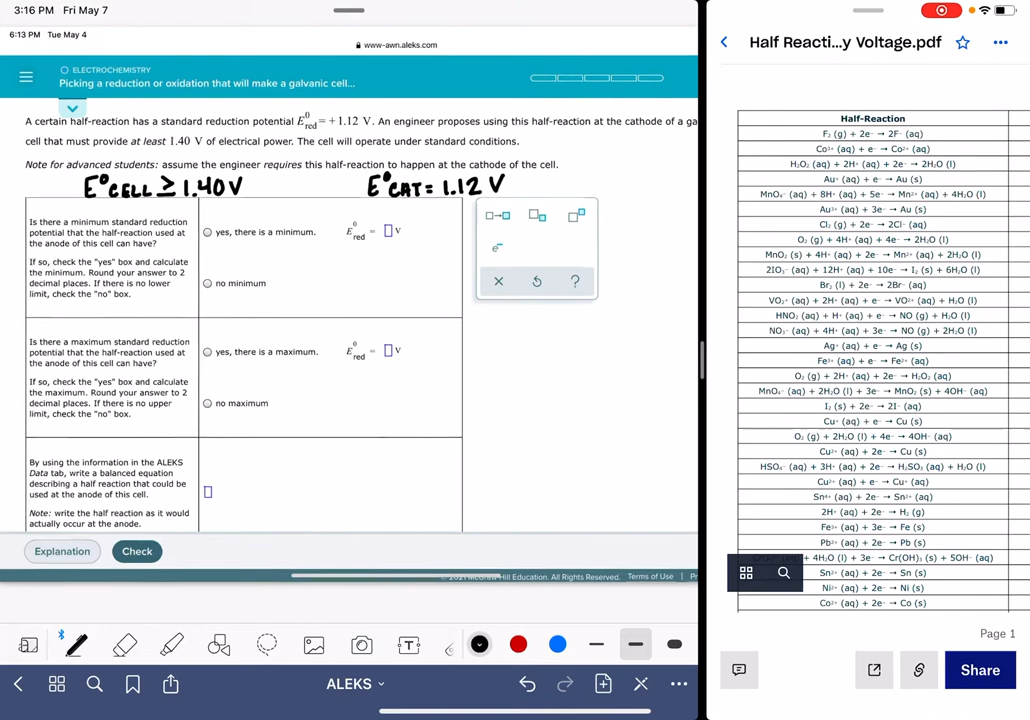 3:16 PM Fri May 7
6:13 PM Tue May 4
www-awn.aleks.com
ELECTROCHEMISTRY
Picking a reduction or oxidation that will make a galvanic cell...
A certain half-reaction has a standard reduction potential E⁰red = +1.12 V. An engineer proposes using this half-reaction at the cathode of a ga
cell that must provide at least 1.40 V of electrical power. The cell will operate under standard conditions.
Note for advanced students: assume the engineer requires this half-reaction to happen at the cathode of the cell.
E°CELL ≥ 1.40V E°CAT = 1.12 V
Is there a minimum standard reduction
potential that the half-reaction used at
the anode of this cell can have?
If so, check the "yes" box and calculate
the minimum. Round your answer to 2
decimal places. If there is no lower
limit, check the "no" box.
yes, there is a minimum. E⁰red = V
no minimum
Is there a maximum standard reduction
potential that the half-reaction used at
the anode of this cell can have?
If so, check the "yes" box and calculate
the maximum. Round your answer to 2
decimal places. If there is no upper
limit, check the "no" box.
yes, there is a maximum. E⁰red = V
no maximum
By using the information in the ALEKS
Data tab, write a balanced equation
describing a half reaction that could be
used at the anode of this cell.
Note: write the half reaction as it would
actually occur at the anode.
□→□
e⁻
× ?
Explanation
Check
© 2021 McGraw Hill Education. All Rights Reserved. Terms of Use | Pr
T
ALEKS
Half Reacti...y Voltage.pdf
Half-Reaction
F₂ (g) + 2e⁻ → 2F⁻ (aq)
Co³⁺ (aq) + e⁻ → Co²⁺ (aq)
H₂O₂ (aq) + 2H⁺ (aq) + 2e⁻ → 2H₂O (l)
Au⁺ (aq) + e⁻ → Au (s)
MnO₄⁻ (aq) + 8H⁺ (aq) + 5e⁻ → Mn²⁺ (aq) + 4H₂O (l)
Au³⁺ (aq) + 3e⁻ → Au (s)
Cl₂ (g) + 2e⁻ → 2Cl⁻ (aq)
O₂ (g) + 4H⁺ (aq) + 4e⁻ → 2H₂O (l)
MnO₂ (s) + 4H⁺ (aq) + 2e⁻ → Mn²⁺ (aq) + 2H₂O (l)
2IO₃⁻ (aq) + 12H⁺ (aq) + 10e⁻ → I₂ (s) + 6H₂O (l)
Br₂ (l) + 2e⁻ → 2Br⁻ (aq)
VO₂⁺ (aq) + 2H⁺ (aq) + e⁻ → VO²⁺ (aq) + H₂O (l)
HNO₂ (aq) + H⁺ (aq) + e⁻ → NO (g) + H₂O (l)
NO₃⁻ (aq) + 4H⁺ (aq) + 3e⁻ → NO (g) + 2H₂O (l)
Ag⁺ (aq) + e⁻ → Ag (s)
Fe³⁺ (aq) + e⁻ → Fe²⁺ (aq)
O₂ (g) + 2H⁺ (aq) + 2e⁻ → H₂O₂ (aq)
MnO₄⁻ (aq) + 2H₂O (l) + 3e⁻ → MnO₂ (s) + 4OH⁻ (aq)
I₂ (s) + 2e⁻ → 2I⁻ (aq)
Cu⁺ (aq) + e⁻ → Cu (s)
O₂ (g) + 2H₂O (l) + 4e⁻ → 4OH⁻ (aq)
Cu²⁺ (aq) + 2e⁻ → Cu (s)
HSO₄⁻ (aq) + 3H⁺ (aq) + 2e⁻ → H₂SO₃ (aq) + H₂O (l)
Cu²⁺ (aq) + e⁻ → Cu⁺ (aq)
Sn⁴⁺ (aq) + 2e⁻ → Sn²⁺ (aq)
2H⁺ (aq) + 2e⁻ → H₂ (g)
Fe³⁺ (aq) + 3e⁻ → Fe (s)
Pb²⁺ (aq) + 2e⁻ → Pb (s)
+ 4H₂O (l) + 3e⁻ → Cr(OH)₃ (s) + 5OH⁻ (aq)
Sn²⁺ (aq) + 2e⁻ → Sn (s)
Ni²⁺ (aq) + 2e⁻ → Ni (s)
Co²⁺ (aq) + 2e⁻ → Co (s)
Page 1
Share